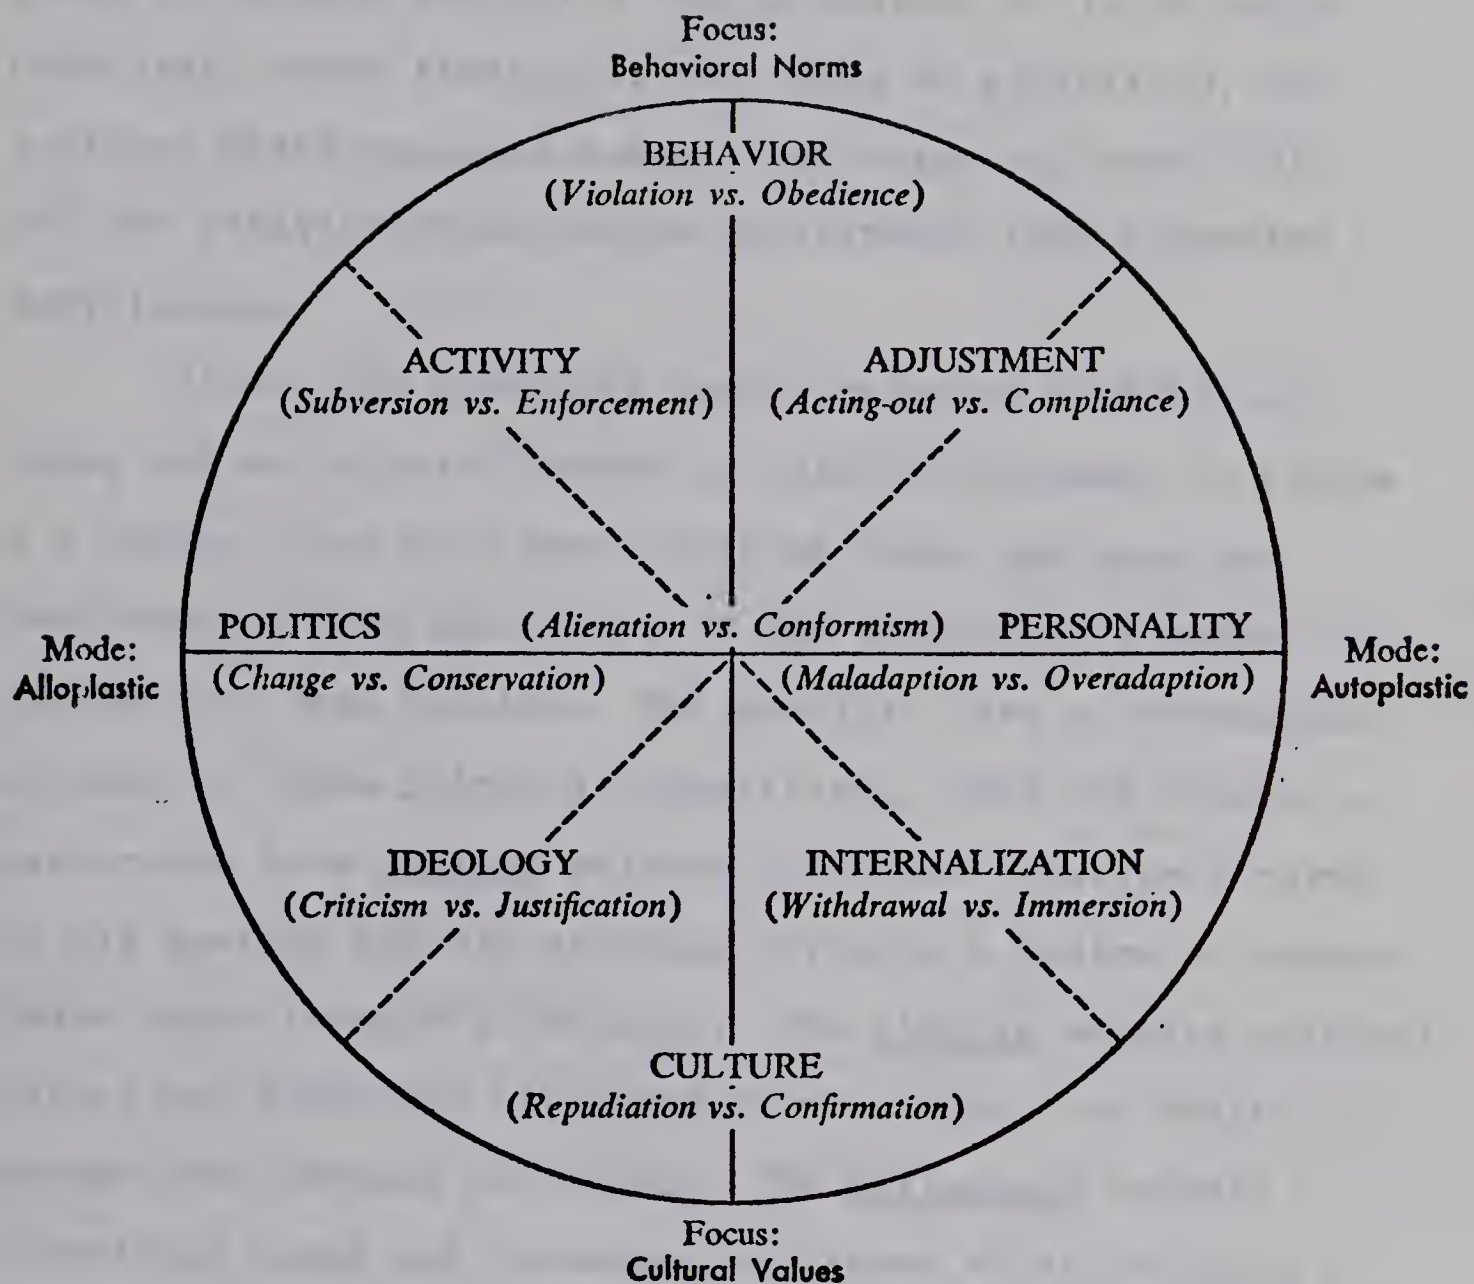 Focus:
Behavioral Norms
BEHAVIOR
(Violation vs. Obedience)
ACTIVITY
(Subversion vs. Enforcement)
ADJUSTMENT
(Acting-out vs. Compliance)
POLITICS (Alienation vs. Conformism) PERSONALITY
Mode:
Alloplastic
(Change vs. Conservation) (Maladaption vs. Overadaption)
Mode:
Autoplastic
IDEOLOGY
(Criticism vs. Justification)
INTERNALIZATION
(Withdrawal vs. Immersion)
CULTURE
(Repudiation vs. Confirmation)
Focus:
Cultural Values